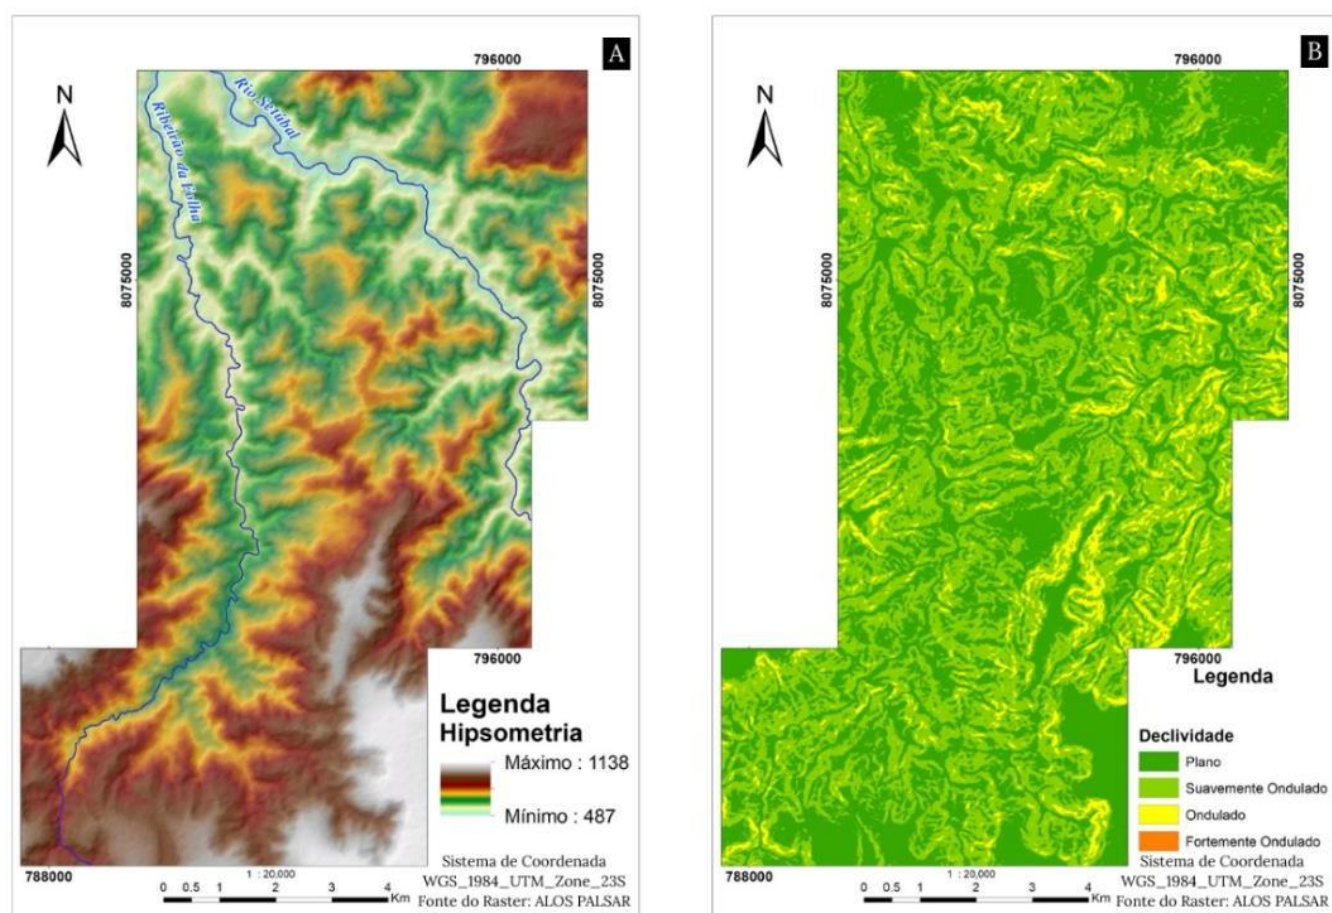 A
796000
N
Rio Setúbal
Ribeirão da Folha
8075000
8075000
796000
Legenda
Hipsometria
Máximo : 1138
Mínimo : 487
788000
Sistema de Coordenada
1 : 20,000
WGS_1984_UTM_Zone_23S
0 0.5 1 2 3 4 Km
Fonte do Raster: ALOS PALSAR
B
796000
N
8075000
8075000
796000
Legenda
Declividade
Plano
Suavemente Ondulado
Ondulado
Fortemente Ondulado
788000
Sistema de Coordenada
1 : 20,000
WGS_1984_UTM_Zone_23S
0 0.5 1 2 3 4 Km
Fonte do Raster: ALOS PALSAR